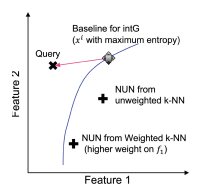 Baseline for intG
(x^i with maximum entropy)
Query
NUN from
unweighted k-NN
NUN from Weighted k-NN
(higher weight on f₁)
Feature 2
Feature 1